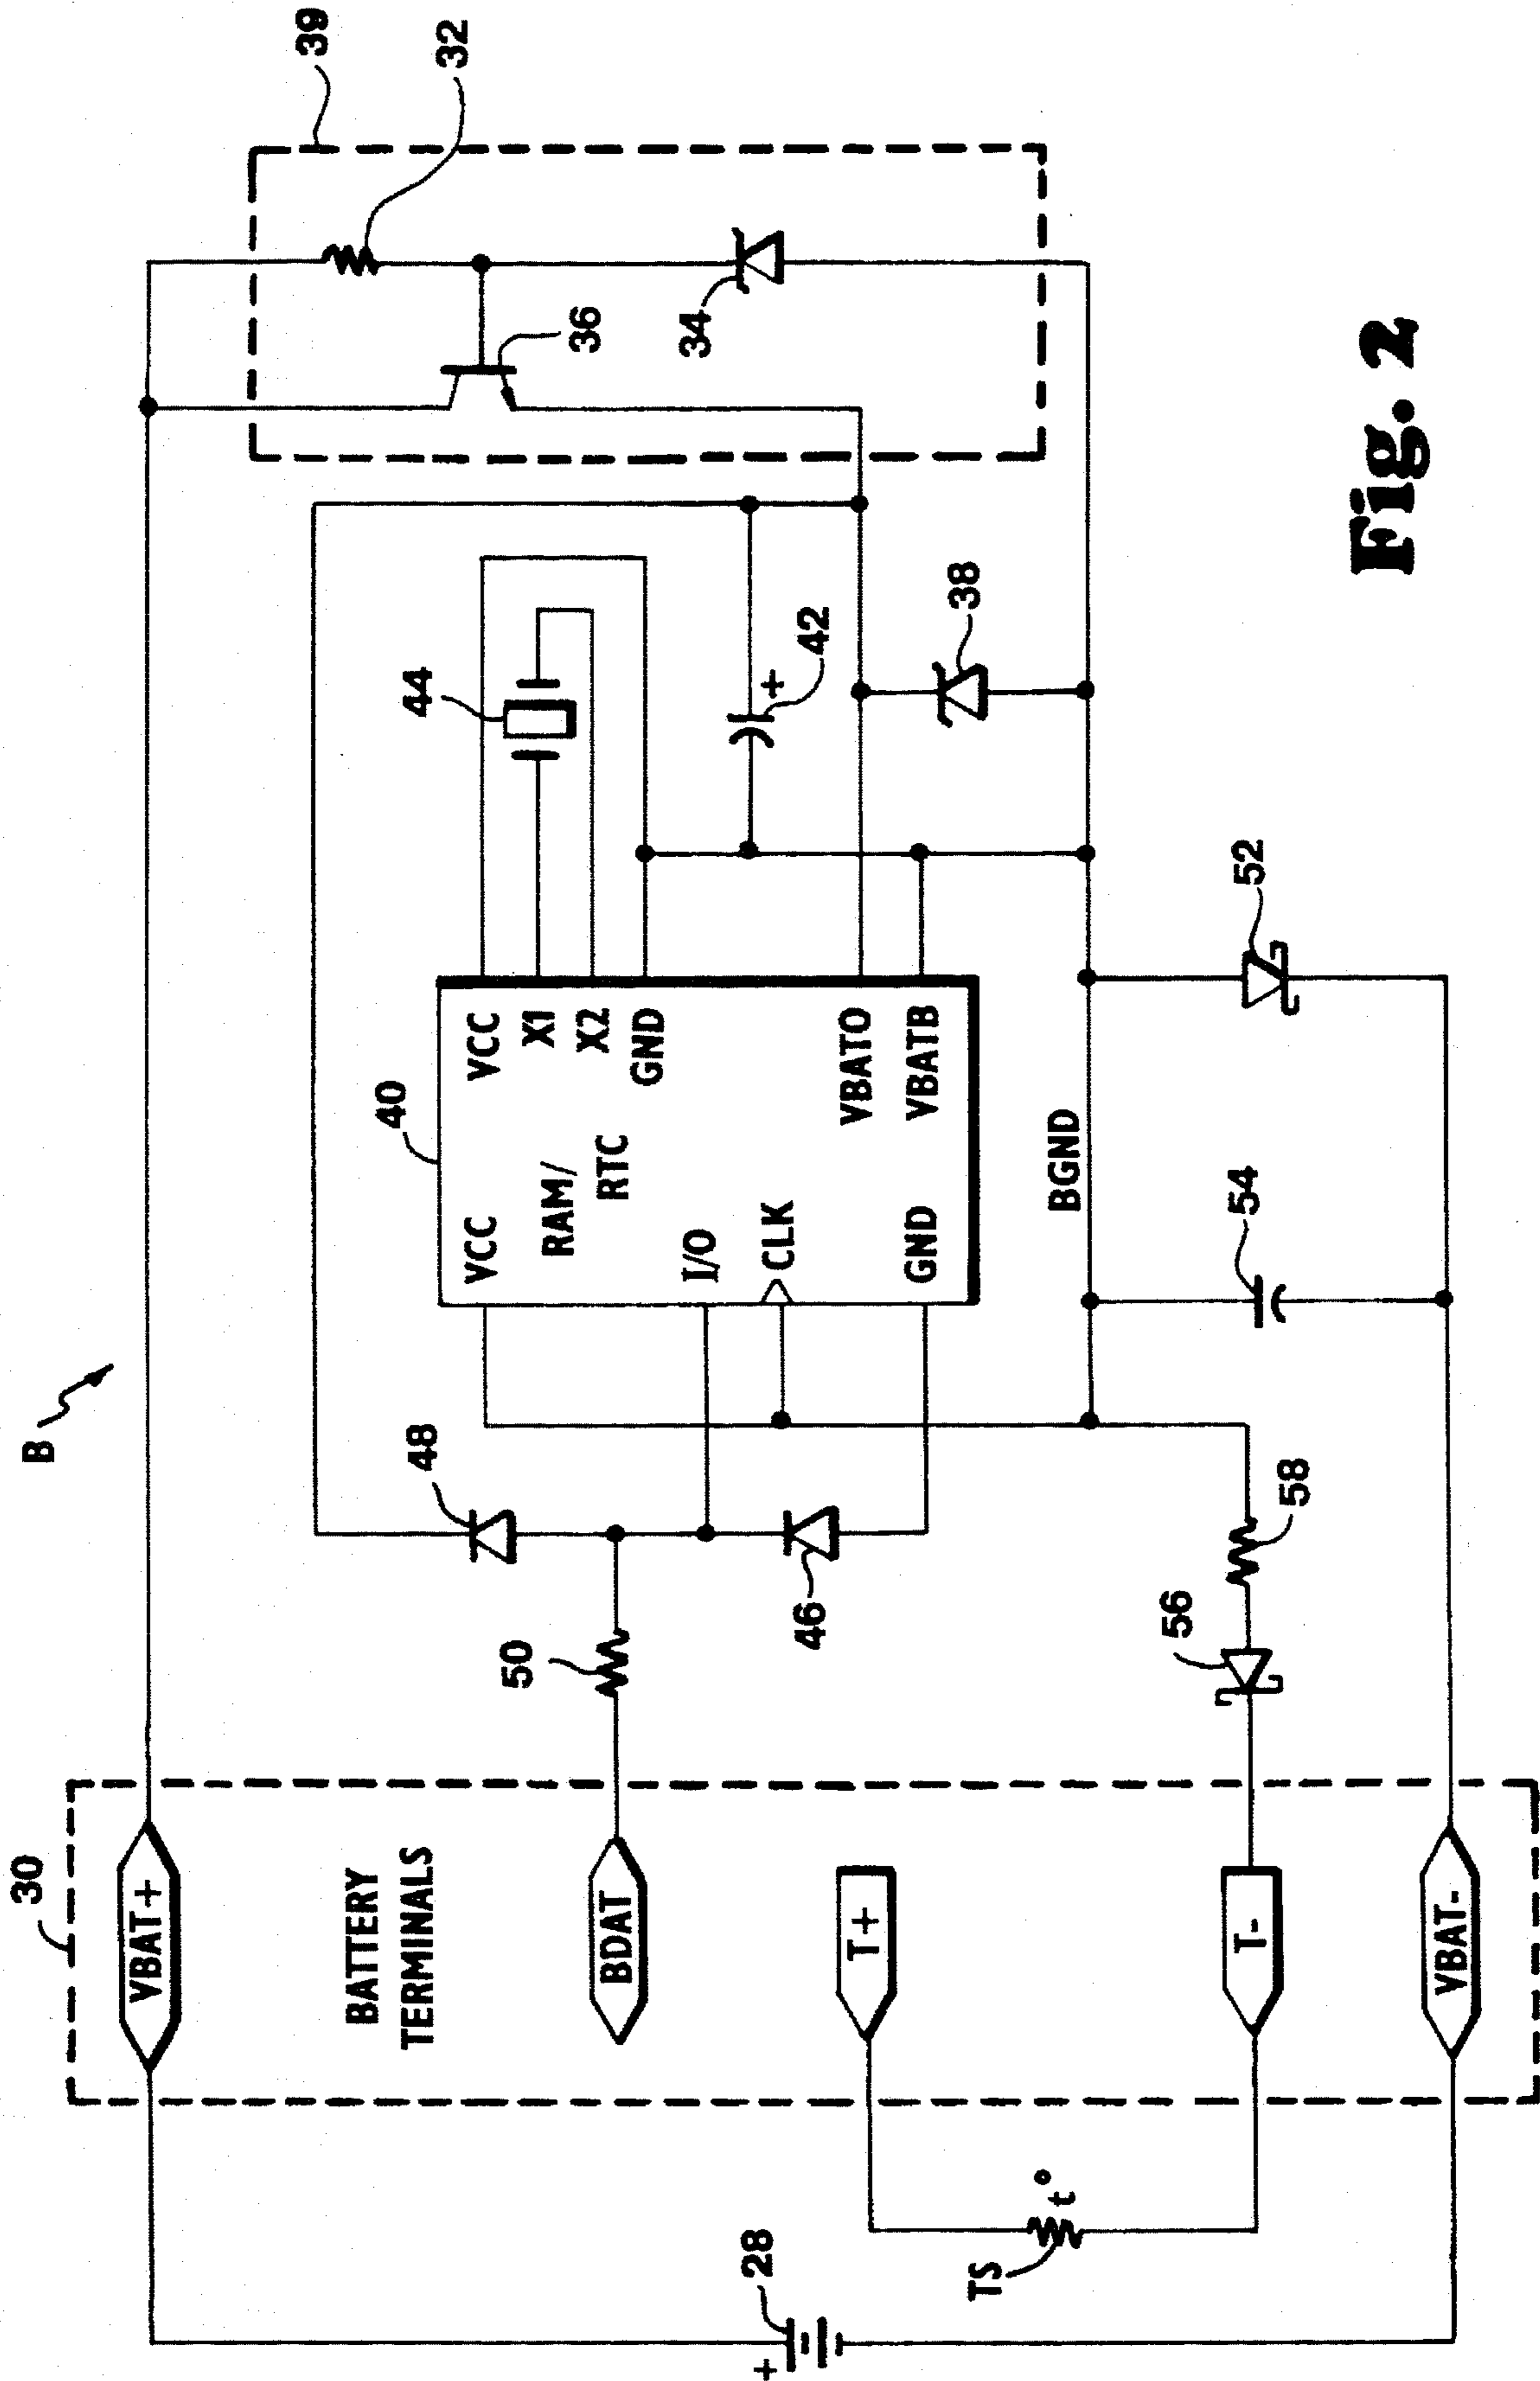 B
30
VBAT+
BATTERY
TERMINALS
BDAT
T+
T-
VBAT-
+
28
TS
t°
50
48
46
56
58
40
VCC
RAM/
RTC
I/O
CLK
GND
VCC
X1
X2
GND
VBATO
VBATB
BGND
54
52
44
42
+
38
39
32
36
34
Fig. 2